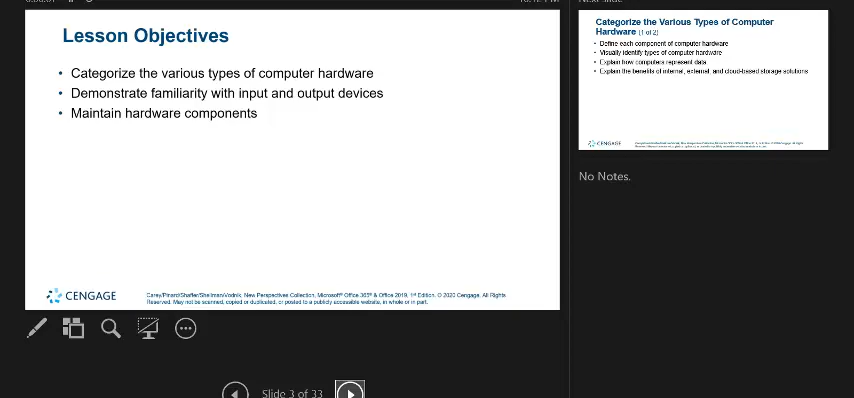 Next slide
Lesson Objectives
• Categorize the various types of computer hardware
• Demonstrate familiarity with input and output devices
• Maintain hardware components
CENGAGE
Carey/Pinard/Shaffer/Shellman/Vodnik, New Perspectives Collection, Microsoft® Office 365® & Office 2019, 1st Edition. © 2020 Cengage. All Rights
Reserved. May not be scanned, copied or duplicated, or posted to a publicly accessible website, in whole or in part.
Slide 3 of 33
Categorize the Various Types of Computer
Hardware (1 of 2)
• Define each component of computer hardware
• Visually identify types of computer hardware
• Explain how computers represent data
• Explain the benefits of internal, external, and cloud-based storage solutions
CENGAGE
No Notes.